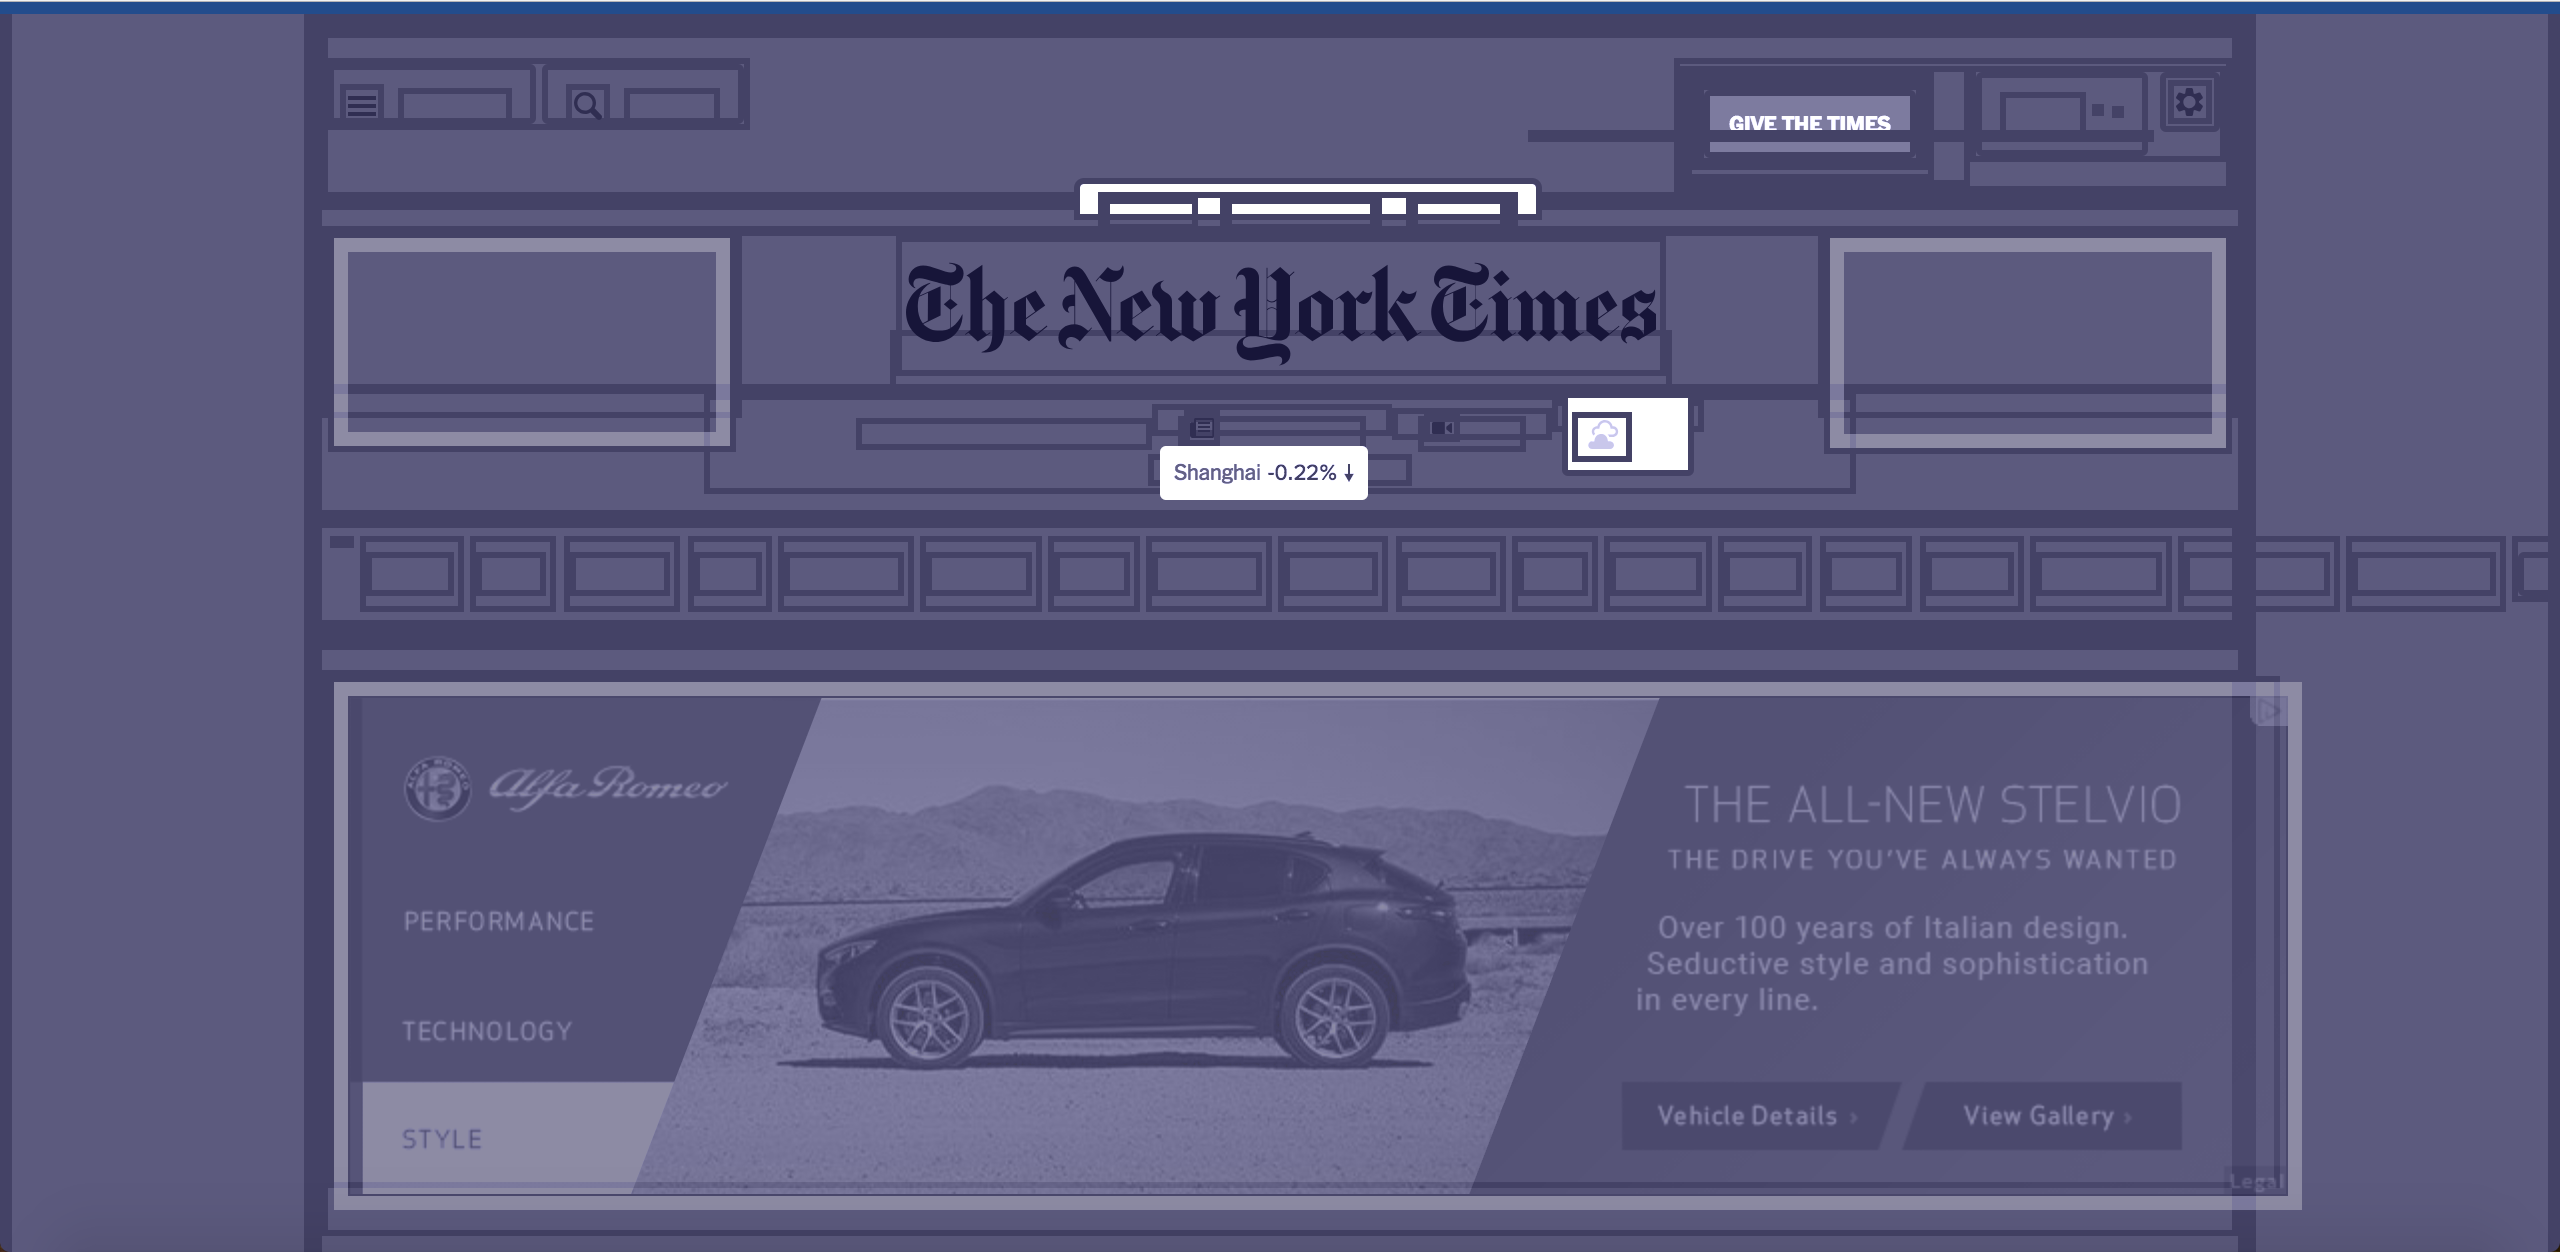 GIVE THE TIMES
The New York Times
Shanghai -0.22% ↓
ALFA ROMEO
Alfa Romeo
THE ALL-NEW STELVIO
THE DRIVE YOU'VE ALWAYS WANTED
PERFORMANCE
Over 100 years of Italian design.
Seductive style and sophistication
in every line.
TECHNOLOGY
STYLE
Vehicle Details ›
View Gallery ›
Legal